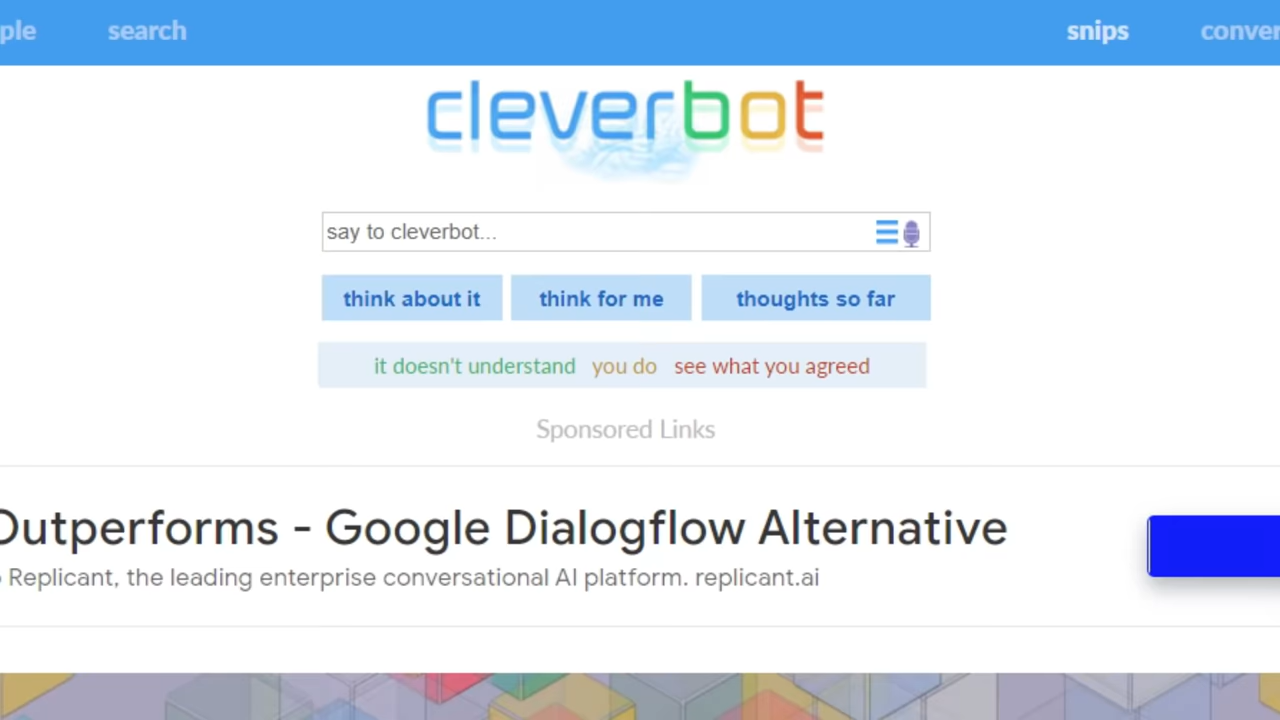 ple search snips conver
cleverbot
say to cleverbot...
think about it think for me thoughts so far
it doesn't understand you do see what you agreed
Sponsored Links
Outperforms - Google Dialogflow Alternative
Replicant, the leading enterprise conversational AI platform. replicant.ai